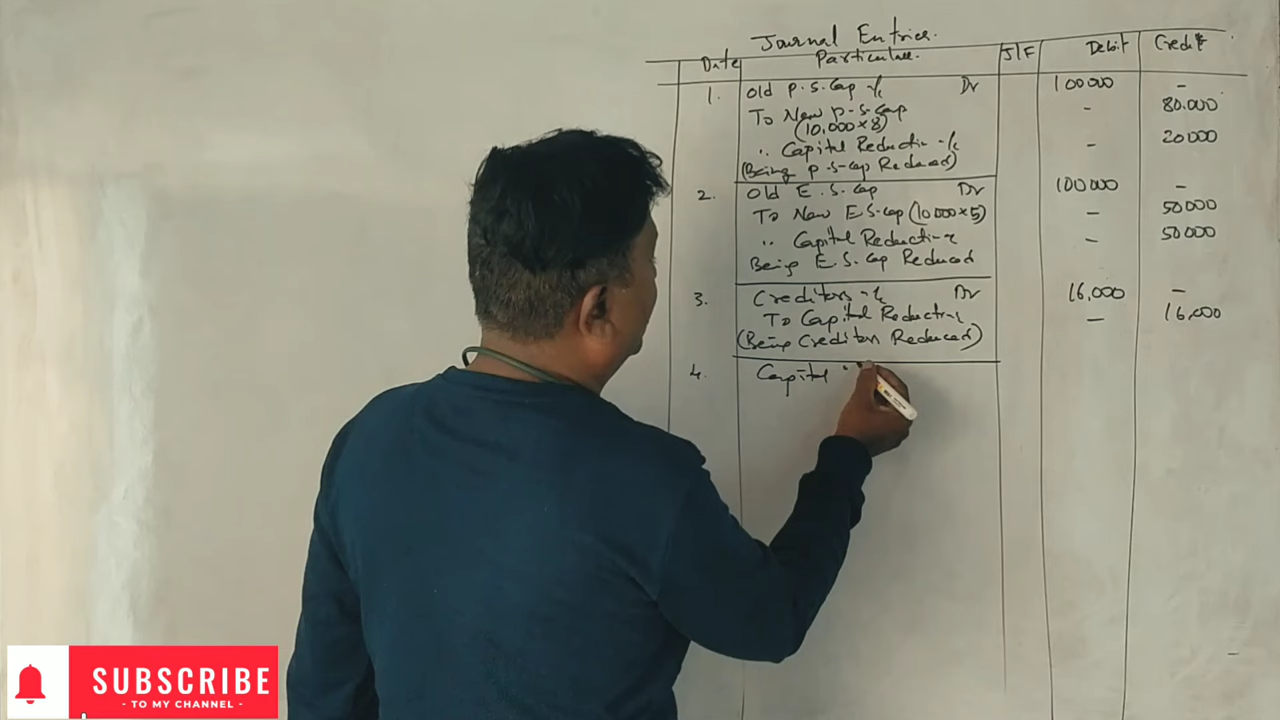 Journal Entries.
Date Particulars. J/F Debit Credit
1. Old P.S.Cap A/c Dr 100000 -
To New P.S.Cap - 80.000
(10,000×8)
" Capital Reduction A/c - 20000
(Being P.S.Cap Reduced)
2. Old E.S.Cap Dr 100000 -
To New E S.Cap (10000×5) - 50000
" Capital Reduction A/c - 50000
Being E.S.Cap Reduced
3. Creditors A/c Dr 16,000 -
To Capital Reduction A/c - 16,000
(Being Creditors Reduced)
4. Capital
SUBSCRIBE
- TO MY CHANNEL -